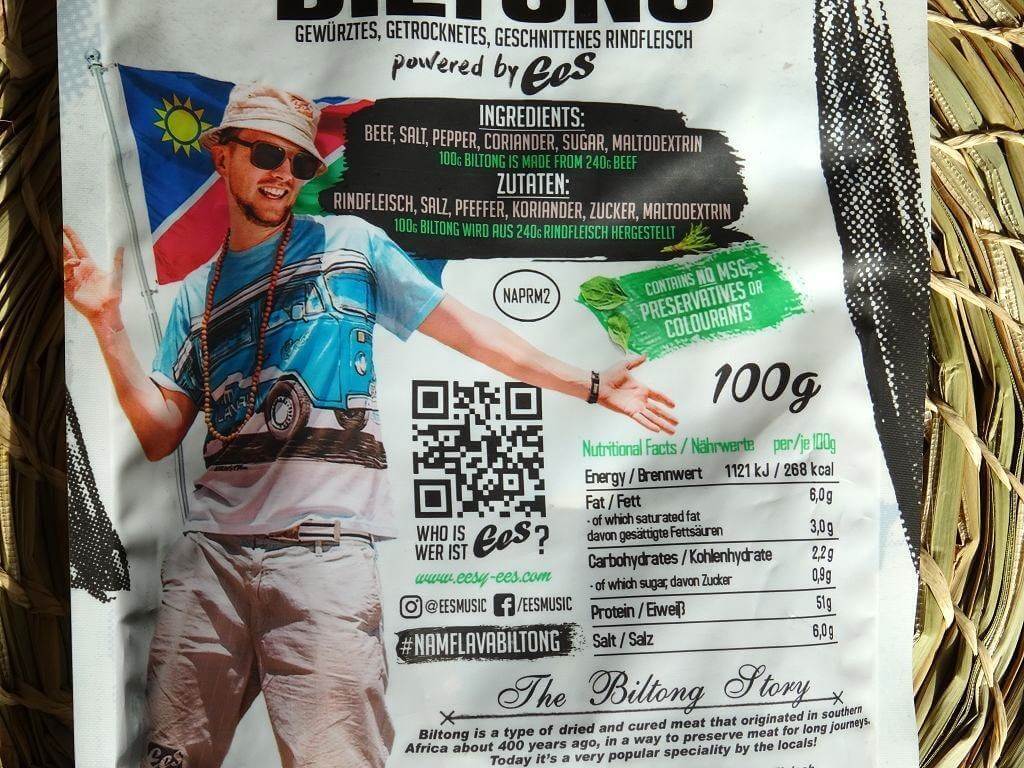 BILTONG
GEWÜRZTES, GETROCKNETES, GESCHNITTENES RINDFLEISCH
powered by ees
INGREDIENTS:
BEEF, SALT, PEPPER, CORIANDER, SUGAR, MALTODEXTRIN
100G BILTONG IS MADE FROM 240G BEEF
ZUTATEN:
RINDFLEISCH, SALZ, PFEFFER, KORIANDER, ZUCKER, MALTODEXTRIN
100G BILTONG WIRD AUS 240G RINDFLEISCH HERGESTELLT
NAPRM2
CONTAINS NO MSG,
PRESERVATIVES OR
COLOURANTS
100g
WHO IS
WER IST ees?
www.eesy-ees.com
@EESMUSIC /EESMUSIC
#NAMFLAVABILTONG
Nutritional Facts / Nährwerte per/je 100g
Energy / Brennwert 1121 kJ / 268 kcal
Fat / Fett 6,0g
- of which saturated fat
davon gesättigte Fettsäuren 3,0g
Carbohydrates / Kohlenhydrate 2,2g
- of which sugar, davon Zucker 0,9g
Protein / Eiweiß 51g
Salt / Salz 6,0g
The Biltong Story
Biltong is a type of dried and cured meat that originated in southern
Africa about 400 years ago, in a way to preserve meat for long journeys.
Today it's a very popular speciality by the locals!